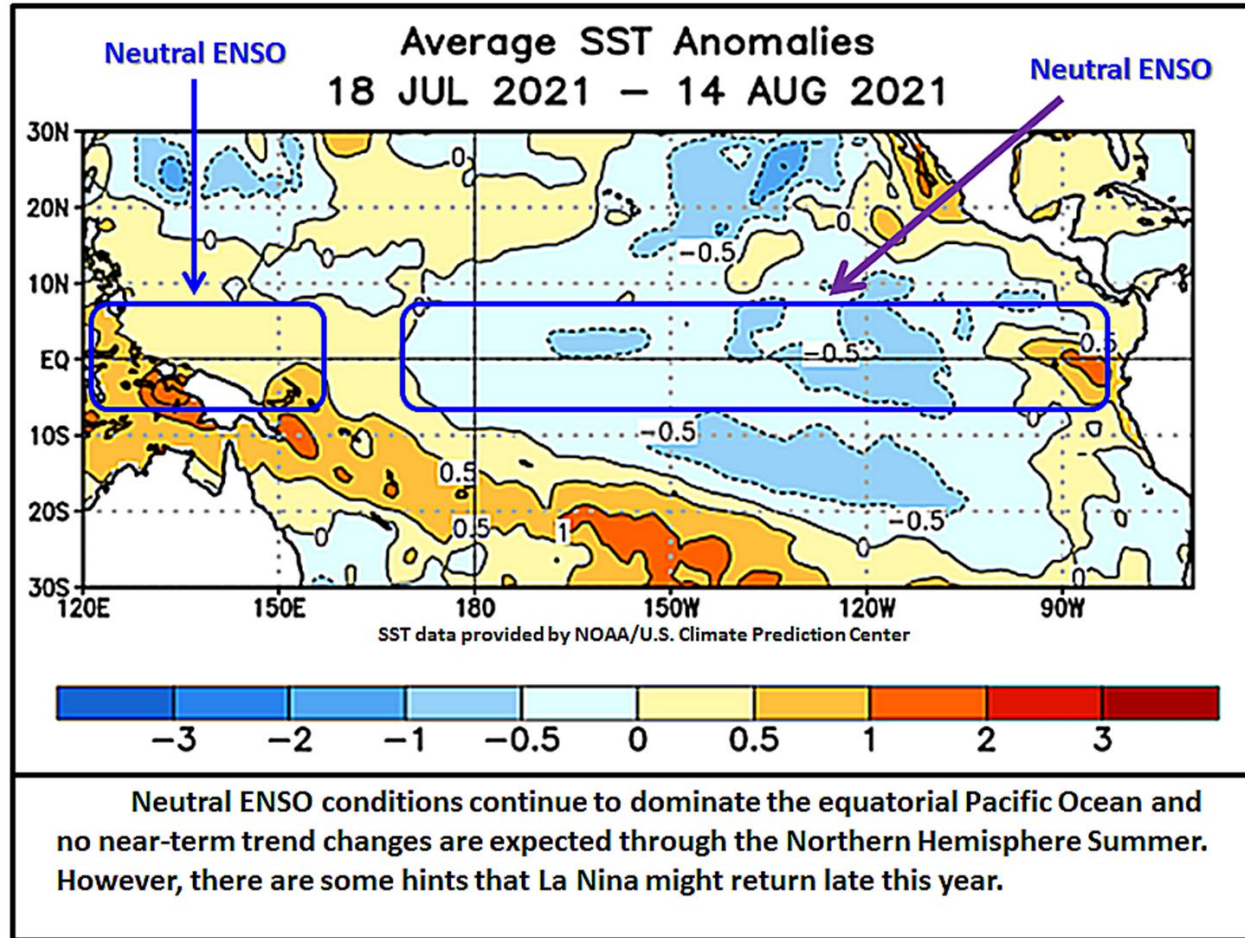 Neutral ENSO
Average SST Anomalies
18 JUL 2021 – 14 AUG 2021
Neutral ENSO
30N
20N
10N
EQ
10S
20S
30S
0
0
0
0
0
-0.5
-0.5
0.5
0
-0.5
0.5
0.5
1
-0.5
0
0
0
120E 150E 180 150W 120W 90W
SST data provided by NOAA/U.S. Climate Prediction Center
-3 -2 -1 -0.5 0 0.5 1 2 3
Neutral ENSO conditions continue to dominate the equatorial Pacific Ocean and
no near-term trend changes are expected through the Northern Hemisphere Summer.
However, there are some hints that La Nina might return late this year.